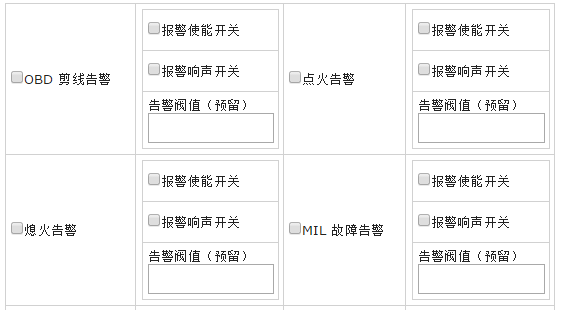 OBD 剪线告警
报警使能开关
报警响声开关
告警阀值（预留）
点火告警
报警使能开关
报警响声开关
告警阀值（预留）
熄火告警
报警使能开关
报警响声开关
告警阀值（预留）
MIL 故障告警
报警使能开关
报警响声开关
告警阀值（预留）